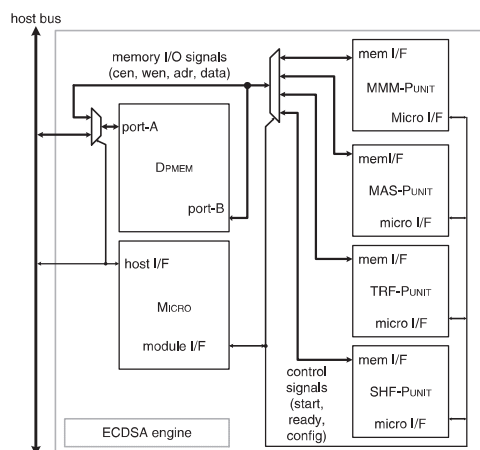 host bus
memory I/O signals
(cen, wen, adr, data)
port-A
DPMEM
port-B
host I/F
MICRO
module I/F
ECDSA engine
control
signals
(start,
ready,
config)
mem I/F
MMM-PUNIT
Micro I/F
memI/F
MAS-PUNIT
micro I/F
mem I/F
TRF-PUNIT
micro I/F
mem I/F
SHF-PUNIT
micro I/F